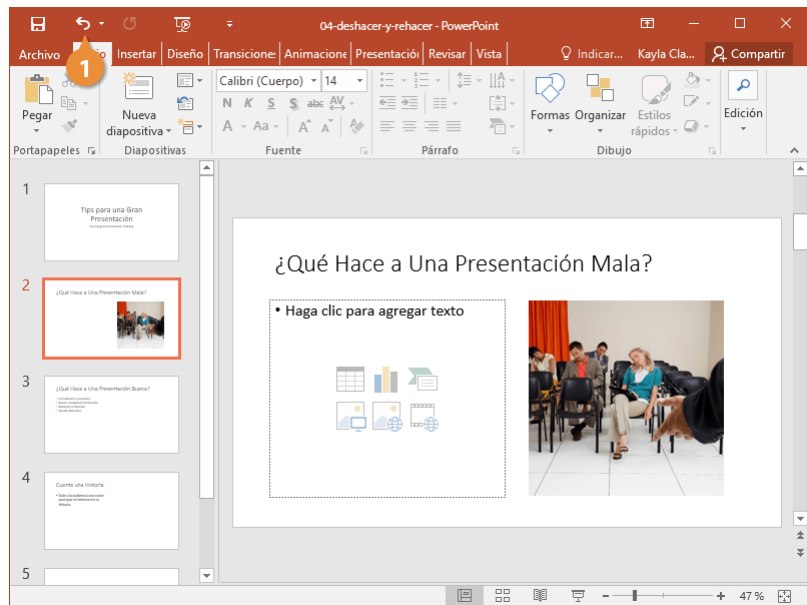 04-deshacer-y-rehacer - PowerPoint
Archivo Insertar Diseño Transicione Animacione Presentació Revisar Vista Indicar... Kayla Cla... Compartir
1
Pegar
Nueva
diapositiva
Calibri (Cuerpo) 14
N K S S abc AV
A Aa A A
Formas Organizar Estilos
rápidos
Edición
Portapapeles Diapositivas Fuente Párrafo Dibujo
1
Tips para una Gran
Presentación
2
¿Qué Hace a Una Presentación Mala?
3
¿Qué Hace a Una Presentación Buena?
4
Cuente una Historia
5
¿Qué Hace a Una Presentación Mala?
• Haga clic para agregar texto
47 %